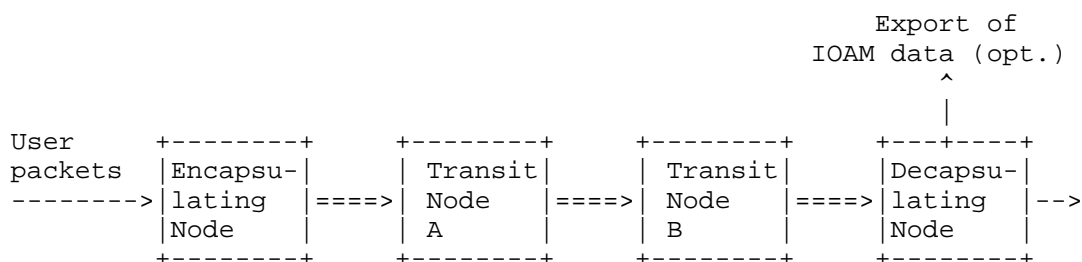 Export of
                                                      IOAM data (opt.)
                                                              ^
                                                              |
User      +--------+     +--------+     +--------+     +---+----+
packets   |Encapsu-|     | Transit|     | Transit|     |Decapsu-|
--------->|lating  |====>| Node   |====>| Node   |====>|lating  |-->
          |Node    |     | A      |     | B      |     |Node    |
          +--------+     +--------+     +--------+     +--------+